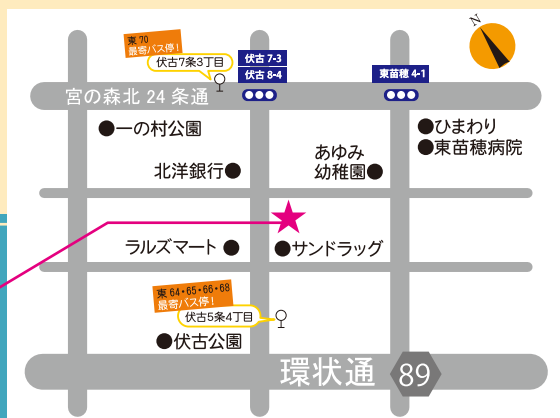 N
東 70
最寄バス停!
伏古7条3丁目
伏古 7-3
伏古 8-4
東苗穂 4-1
宮の森北 24 条通
一の村公園
ひまわり
東苗穂病院
北洋銀行
あゆみ
幼稚園
ラルズマート
サンドラッグ
東 64・65・66・68
最寄バス停!
伏古5条4丁目
伏古公園
環状通
89